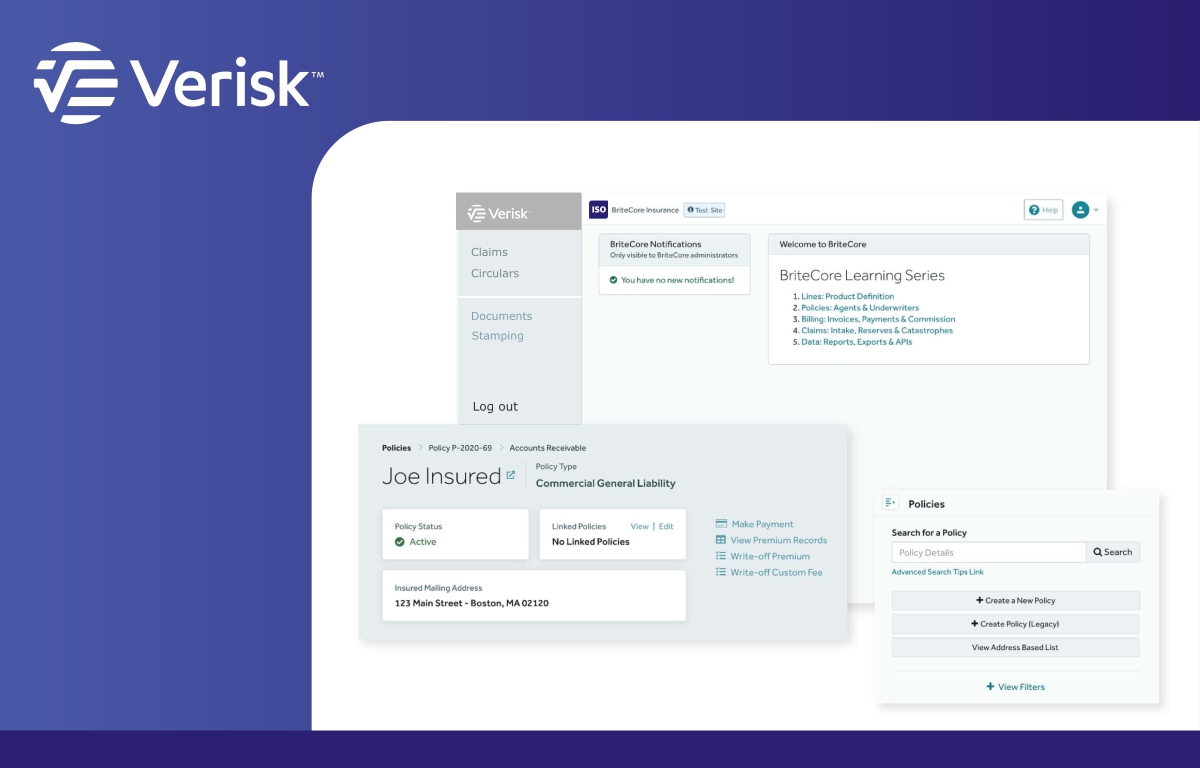 Verisk™
Verisk
ISO BriteCore Insurance Test Site
Help
Claims
Circulars
Documents
Stamping
Log out
BriteCore Notifications
Only visible to BriteCore administrators
You have no new notifications!
Welcome to BriteCore
BriteCore Learning Series
1. Lines: Product Definition
2. Policies: Agents & Underwriters
3. Billing: Invoices, Payments & Commission
4. Claims: Intake, Reserves & Catastrophes
5. Data: Reports, Exports & APIs
Policies > Policy P-2020-69 > Accounts Receivable
Joe Insured
Policy Type
Commercial General Liability
Policy Status
Active
Linked Policies View | Edit
No Linked Policies
Insured Mailing Address
123 Main Street - Boston, MA 02120
Make Payment
View Premium Records
Write-off Premium
Write-off Custom Fee
Policies
Search for a Policy
Policy Details
Search
Advanced Search Tips Link
+ Create a New Policy
+ Create Policy (Legacy)
View Address Based List
+ View Filters